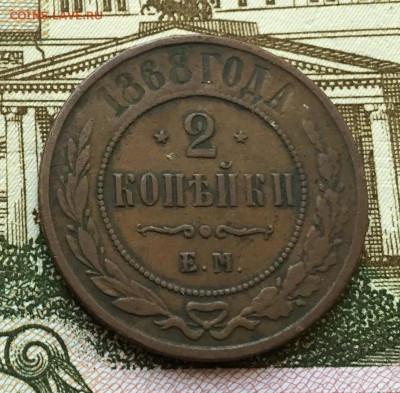 COINS-LAVE.RU
1868 ГОДА
2
КОПѢЙКИ
Е.М.